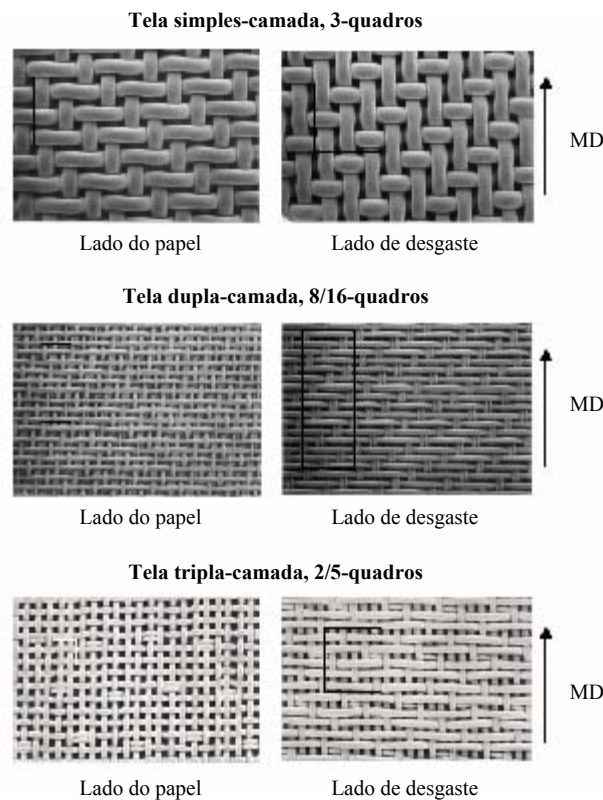 Tela simples-camada, 3-quadros
MD
Lado do papel Lado de desgaste
Tela dupla-camada, 8/16-quadros
MD
Lado do papel Lado de desgaste
Tela tripla-camada, 2/5-quadros
MD
Lado do papel Lado de desgaste